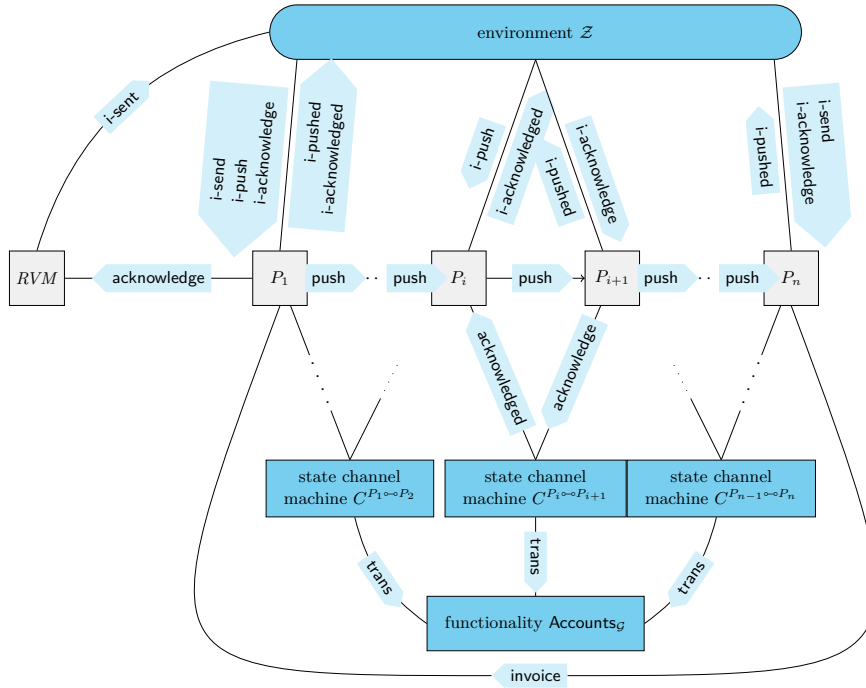 environment 𝒵
i-sent
i-send
i-push
i-acknowledge
i-pushed
i-acknowledged
i-push
i-acknowledged
i-pushed
i-acknowledge
i-pushed
i-send
i-acknowledge
RVM
acknowledge
P₁
push
··
push
Pᵢ
push
Pᵢ₊₁
push
··
push
Pₙ
acknowledged
acknowledge
state channel
machine C^{P₁⊶P₂}
state channel
machine C^{Pᵢ⊶Pᵢ₊₁}
state channel
machine C^{Pₙ₋₁⊶Pₙ}
trans
trans
trans
functionality Accounts_𝒢
invoice